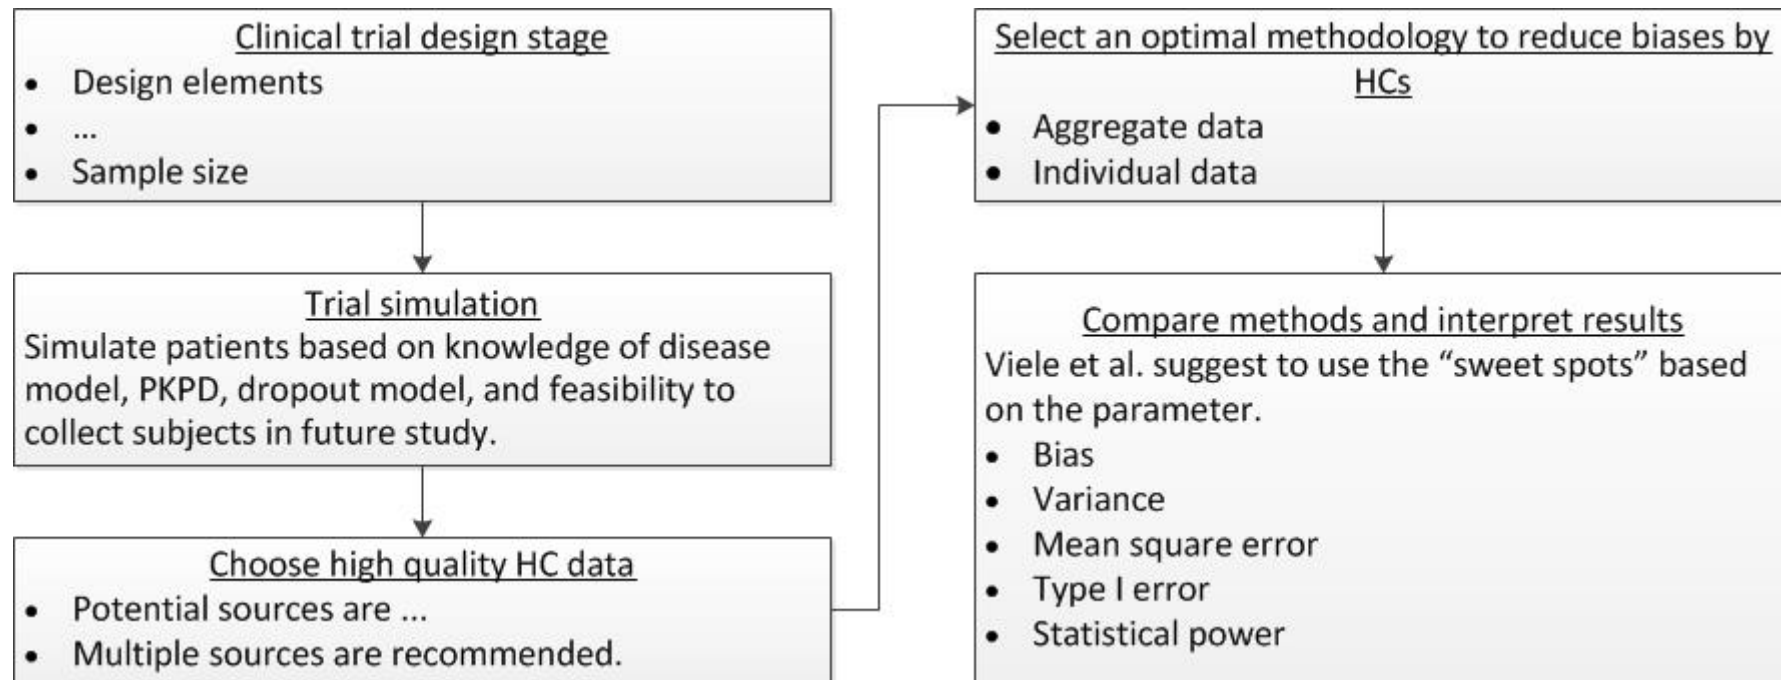 Clinical trial design stage
• Design elements
• ...
• Sample size
Trial simulation
Simulate patients based on knowledge of disease
model, PKPD, dropout model, and feasibility to
collect subjects in future study.
Choose high quality HC data
• Potential sources are ...
• Multiple sources are recommended.
Select an optimal methodology to reduce biases by
HCs
• Aggregate data
• Individual data
Compare methods and interpret results
Viele et al. suggest to use the “sweet spots” based
on the parameter.
• Bias
• Variance
• Mean square error
• Type I error
• Statistical power